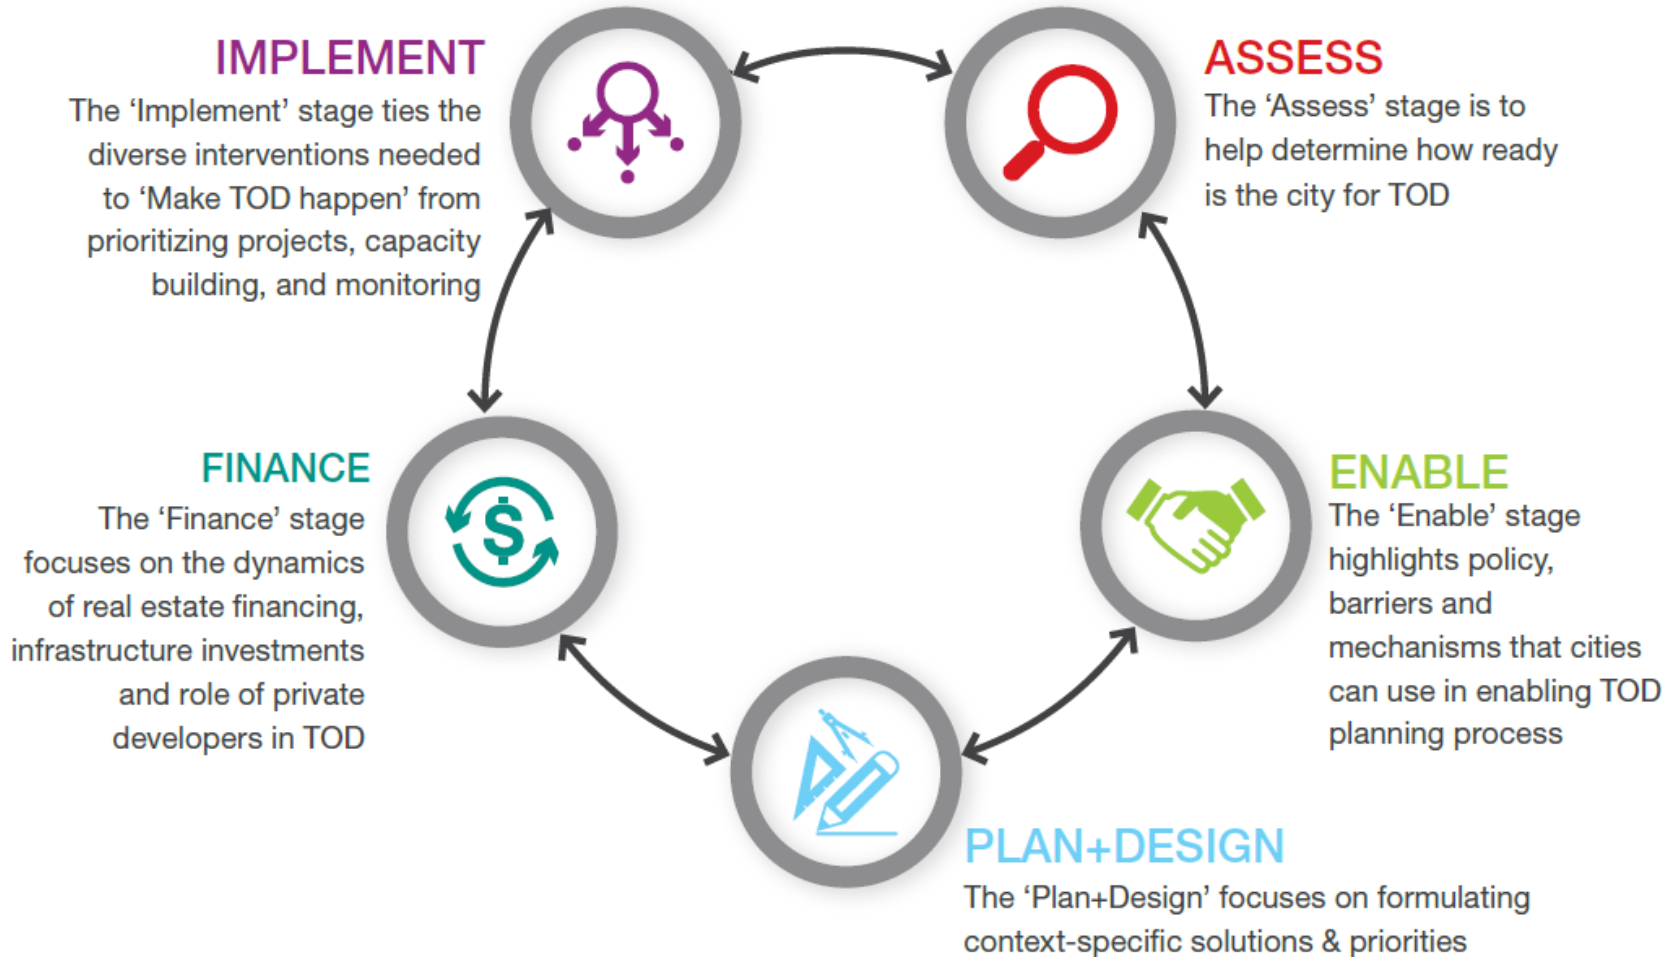 IMPLEMENT
The ‘Implement’ stage ties the
diverse interventions needed
to ‘Make TOD happen’ from
prioritizing projects, capacity
building, and monitoring
ASSESS
The ‘Assess’ stage is to
help determine how ready
is the city for TOD
FINANCE
The ‘Finance’ stage
focuses on the dynamics
of real estate financing,
infrastructure investments
and role of private
developers in TOD
$
ENABLE
The ‘Enable’ stage
highlights policy,
barriers and
mechanisms that cities
can use in enabling TOD
planning process
PLAN+DESIGN
The ‘Plan+Design’ focuses on formulating
context-specific solutions & priorities